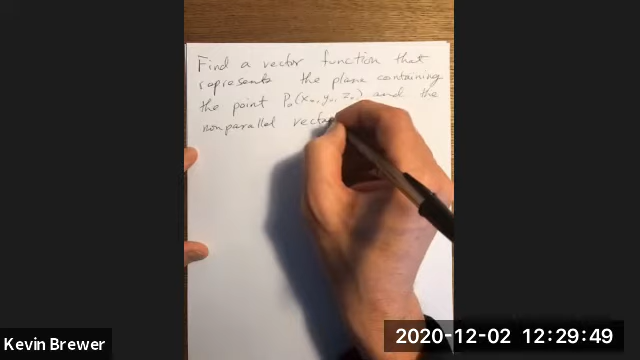 Find a vector function that
represents the plane containing
the point P₀(x₀, y₀, z₀) and the
nonparallel vecto
Kevin Brewer
2020-12-02 12:29:49